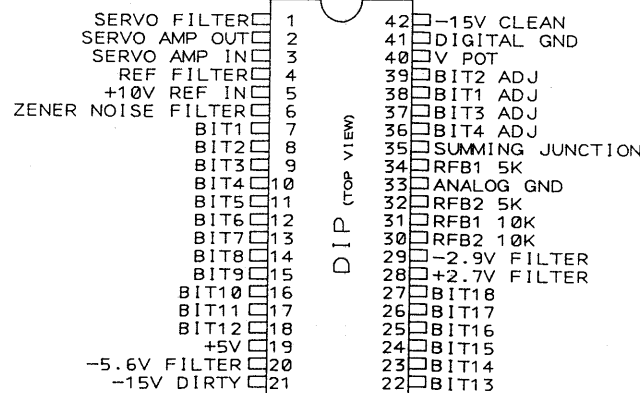 SERVO FILTER 1 42 -15V CLEAN
SERVO AMP OUT 2 41 DIGITAL GND
SERVO AMP IN 3 40 V POT
REF FILTER 4 39 BIT2 ADJ
+10V REF IN 5 38 BIT1 ADJ
ZENER NOISE FILTER 6 37 BIT3 ADJ
BIT1 7 36 BIT4 ADJ
BIT2 8 35 SUMMING JUNCTION
BIT3 9 34 RFB1 5K
BIT4 10 33 ANALOG GND
BIT5 11 32 RFB2 5K
BIT6 12 31 RFB1 10K
BIT7 13 30 RFB2 10K
BIT8 14 29 -2.9V FILTER
BIT9 15 28 +2.7V FILTER
BIT10 16 27 BIT18
BIT11 17 26 BIT17
BIT12 18 25 BIT16
+5V 19 24 BIT15
-5.6V FILTER 20 23 BIT14
-15V DIRTY 21 22 BIT13
DIP (TOP VIEW)